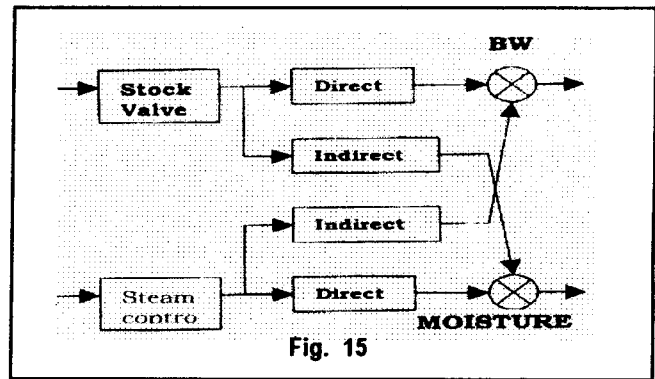 BW
Stock
Valve
Direct
Indirect
Indirect
Steam
contro
Direct
MOISTURE
Fig. 15